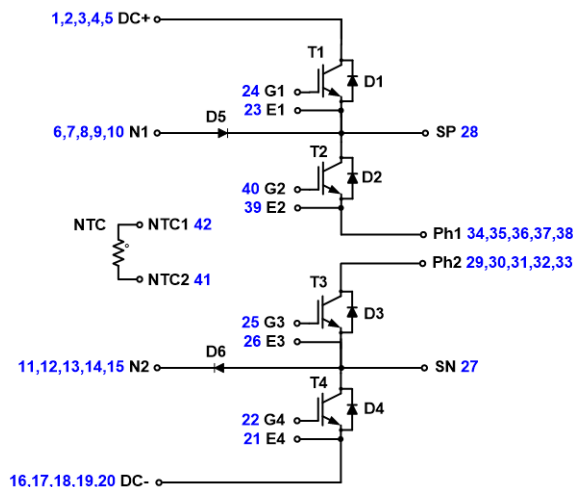 1,2,3,4,5 DC+
T1
D1
24 G1
23 E1
D5
6,7,8,9,10 N1
SP 28
T2
D2
40 G2
39 E2
NTC
NTC1 42
Ph1 34,35,36,37,38
Ph2 29,30,31,32,33
NTC2 41
T3
D3
25 G3
26 E3
D6
11,12,13,14,15 N2
SN 27
T4
D4
22 G4
21 E4
16,17,18,19,20 DC-